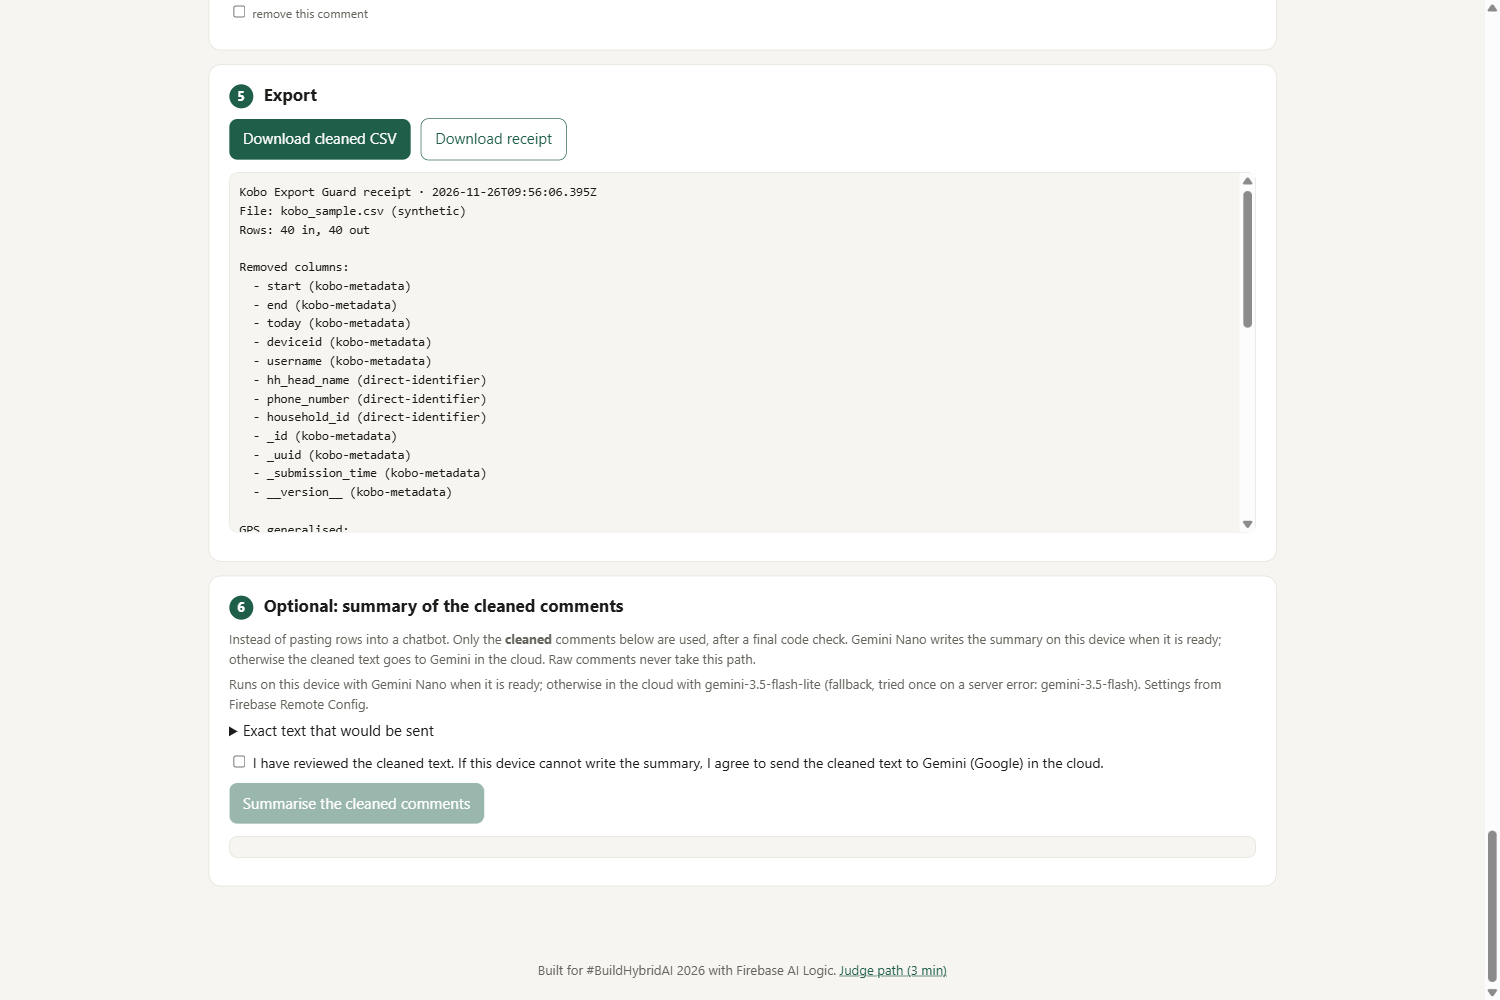 remove this comment
5 Export
Download cleaned CSV Download receipt
Kobo Export Guard receipt · 2026-11-26T09:56:06.395Z
File: kobo_sample.csv (synthetic)
Rows: 40 in, 40 out
Removed columns:
- start (kobo-metadata)
- end (kobo-metadata)
- today (kobo-metadata)
- deviceid (kobo-metadata)
- username (kobo-metadata)
- hh_head_name (direct-identifier)
- phone_number (direct-identifier)
- household_id (direct-identifier)
- _id (kobo-metadata)
- _uuid (kobo-metadata)
- _submission_time (kobo-metadata)
- __version__ (kobo-metadata)
GPS generalised:
6 Optional: summary of the cleaned comments
Instead of pasting rows into a chatbot. Only the cleaned comments below are used, after a final code check. Gemini Nano writes the summary on this device when it is ready;
otherwise the cleaned text goes to Gemini in the cloud. Raw comments never take this path.
Runs on this device with Gemini Nano when it is ready; otherwise in the cloud with gemini-3.5-flash-lite (fallback, tried once on a server error: gemini-3.5-flash). Settings from
Firebase Remote Config.
Exact text that would be sent
I have reviewed the cleaned text. If this device cannot write the summary, I agree to send the cleaned text to Gemini (Google) in the cloud.
Summarise the cleaned comments
Built for #BuildHybridAI 2026 with Firebase AI Logic. Judge path (3 min)